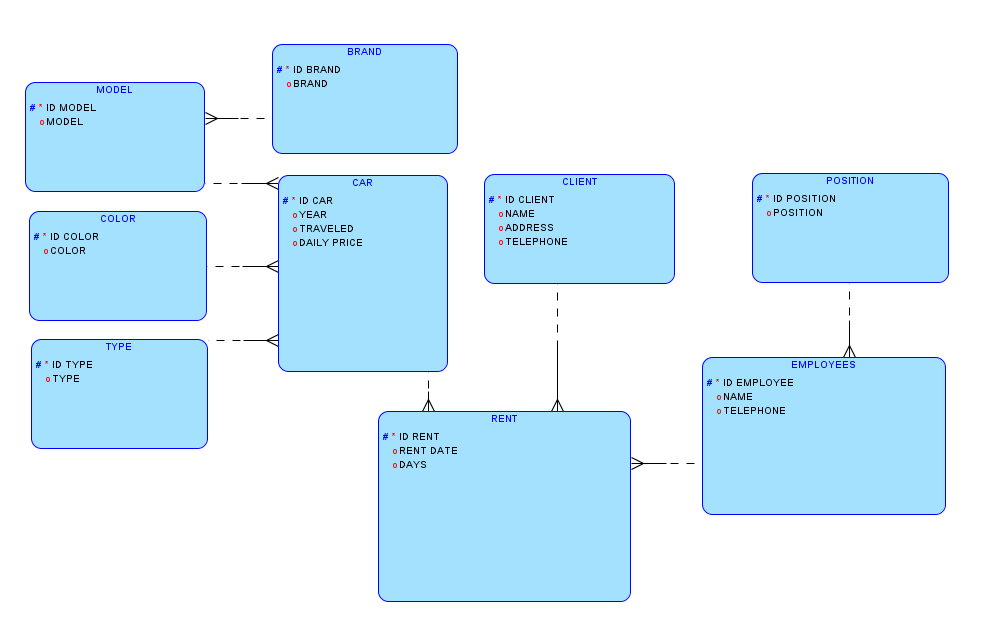 BRAND
# * ID BRAND
o BRAND
MODEL
# * ID MODEL
o MODEL
CAR
# * ID CAR
o YEAR
o TRAVELED
o DAILY PRICE
CLIENT
# * ID CLIENT
o NAME
o ADDRESS
o TELEPHONE
POSITION
# * ID POSITION
o POSITION
COLOR
# * ID COLOR
o COLOR
TYPE
# * ID TYPE
o TYPE
EMPLOYEES
# * ID EMPLOYEE
o NAME
o TELEPHONE
RENT
# * ID RENT
o RENT DATE
o DAYS